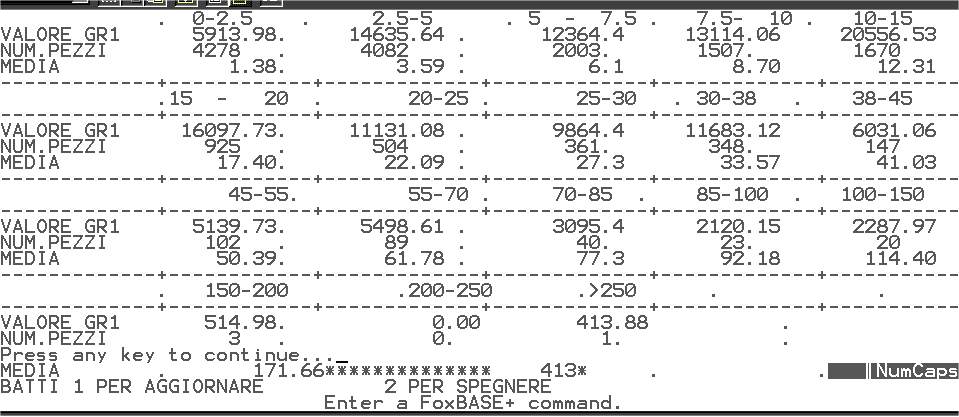 . 0-2.5 . 2.5-5 . 5 - 7.5 . 7.5- 10 . 10-15
VALORE GR1 5913.98. 14635.64 . 12364.4 13114.06 20556.53
NUM.PEZZI 4278 . 4082 . 2003. 1507. 1670
MEDIA 1.38. 3.59 . 6.1 8.70 12.31
--------------------+-------------+-------------+-------------+-------------
.15 - 20 . 20-25 . 25-30 . 30-38 . 38-45
--------------------+-------------+-------------+-------------+-------------
VALORE GR1 16097.73. 11131.08 . 9864.4 11683.12 6031.06
NUM.PEZZI 925 . 504 . 361. 348. 147
MEDIA 17.40. 22.09 . 27.3 33.57 41.03
--------------------+-------------+-------------+-------------+-------------
45-55. 55-70 . 70-85 . 85-100 . 100-150
--------------------+-------------+-------------+-------------+-------------
VALORE GR1 5139.73. 5498.61 . 3095.4 2120.15 2287.97
NUM.PEZZI 102 . 89 . 40. 23. 20
MEDIA 50.39. 61.78 . 77.3 92.18 114.40
--------------------+-------------+-------------+-------------+-------------
. 150-200 .200-250 .>250 . .
--------------------+-------------+-------------+-------------+-------------
VALORE GR1 514.98. 0.00 413.88 .
NUM.PEZZI 3 . 0. 1. .
Press any key to continue..._
MEDIA . 171.66************** 413* . . NumCaps
BATTI 1 PER AGGIORNARE 2 PER SPEGNERE
Enter a FoxBASE+ command.